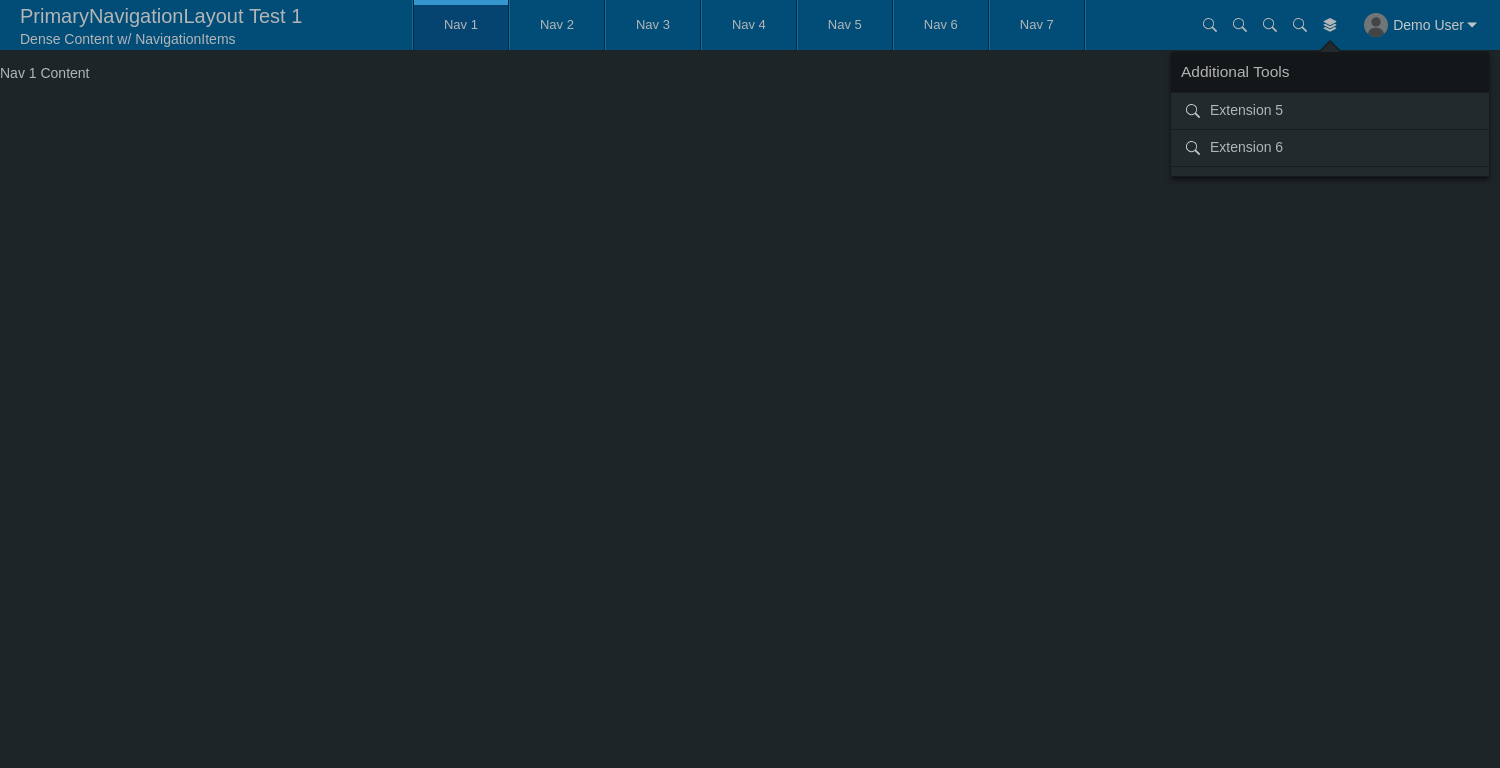 PrimaryNavigationLayout Test 1
Dense Content w/ NavigationItems
Nav 1
Nav 2
Nav 3
Nav 4
Nav 5
Nav 6
Nav 7
Demo User
Nav 1 Content
Additional Tools
Extension 5
Extension 6